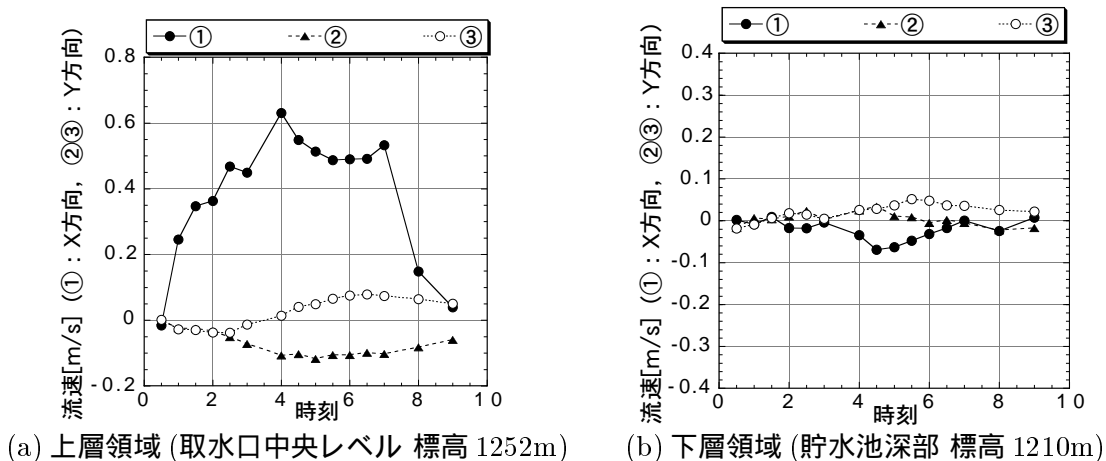 ① ② ③
流速[m/s] (①：X方向, ②③：Y方向)
0.8
0.6
0.4
0.2
0
-0.2
0 2 4 6 8 10
時刻
(a) 上層領域 (取水口中央レベル 標高 1252m)
① ② ③
流速[m/s] (①：X方向, ②③：Y方向)
0.4
0.3
0.2
0.1
0
-0.1
-0.2
-0.3
-0.4
0 2 4 6 8 10
時刻
(b) 下層領域 (貯水池深部 標高 1210m)